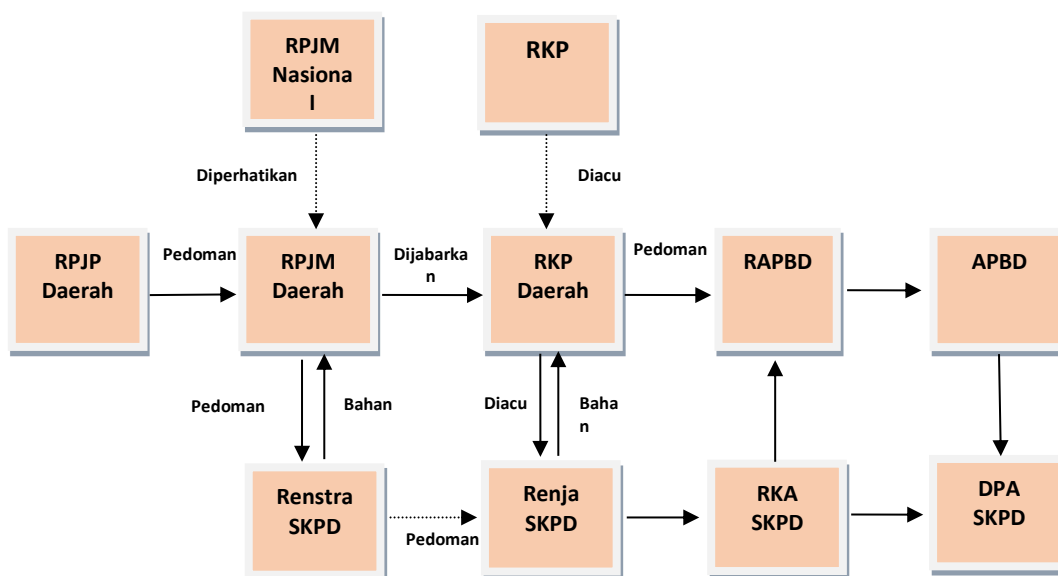 RPJM
Nasiona
l
RKP
Diperhatikan
Diacu
RPJP
Daerah
Pedoman
RPJM
Daerah
Dijabarka
n
RKP
Daerah
Pedoman
RAPBD
APBD
Pedoman
Bahan
Diacu
Baha
n
Renstra
SKPD
Pedoman
Renja
SKPD
RKA
SKPD
DPA
SKPD